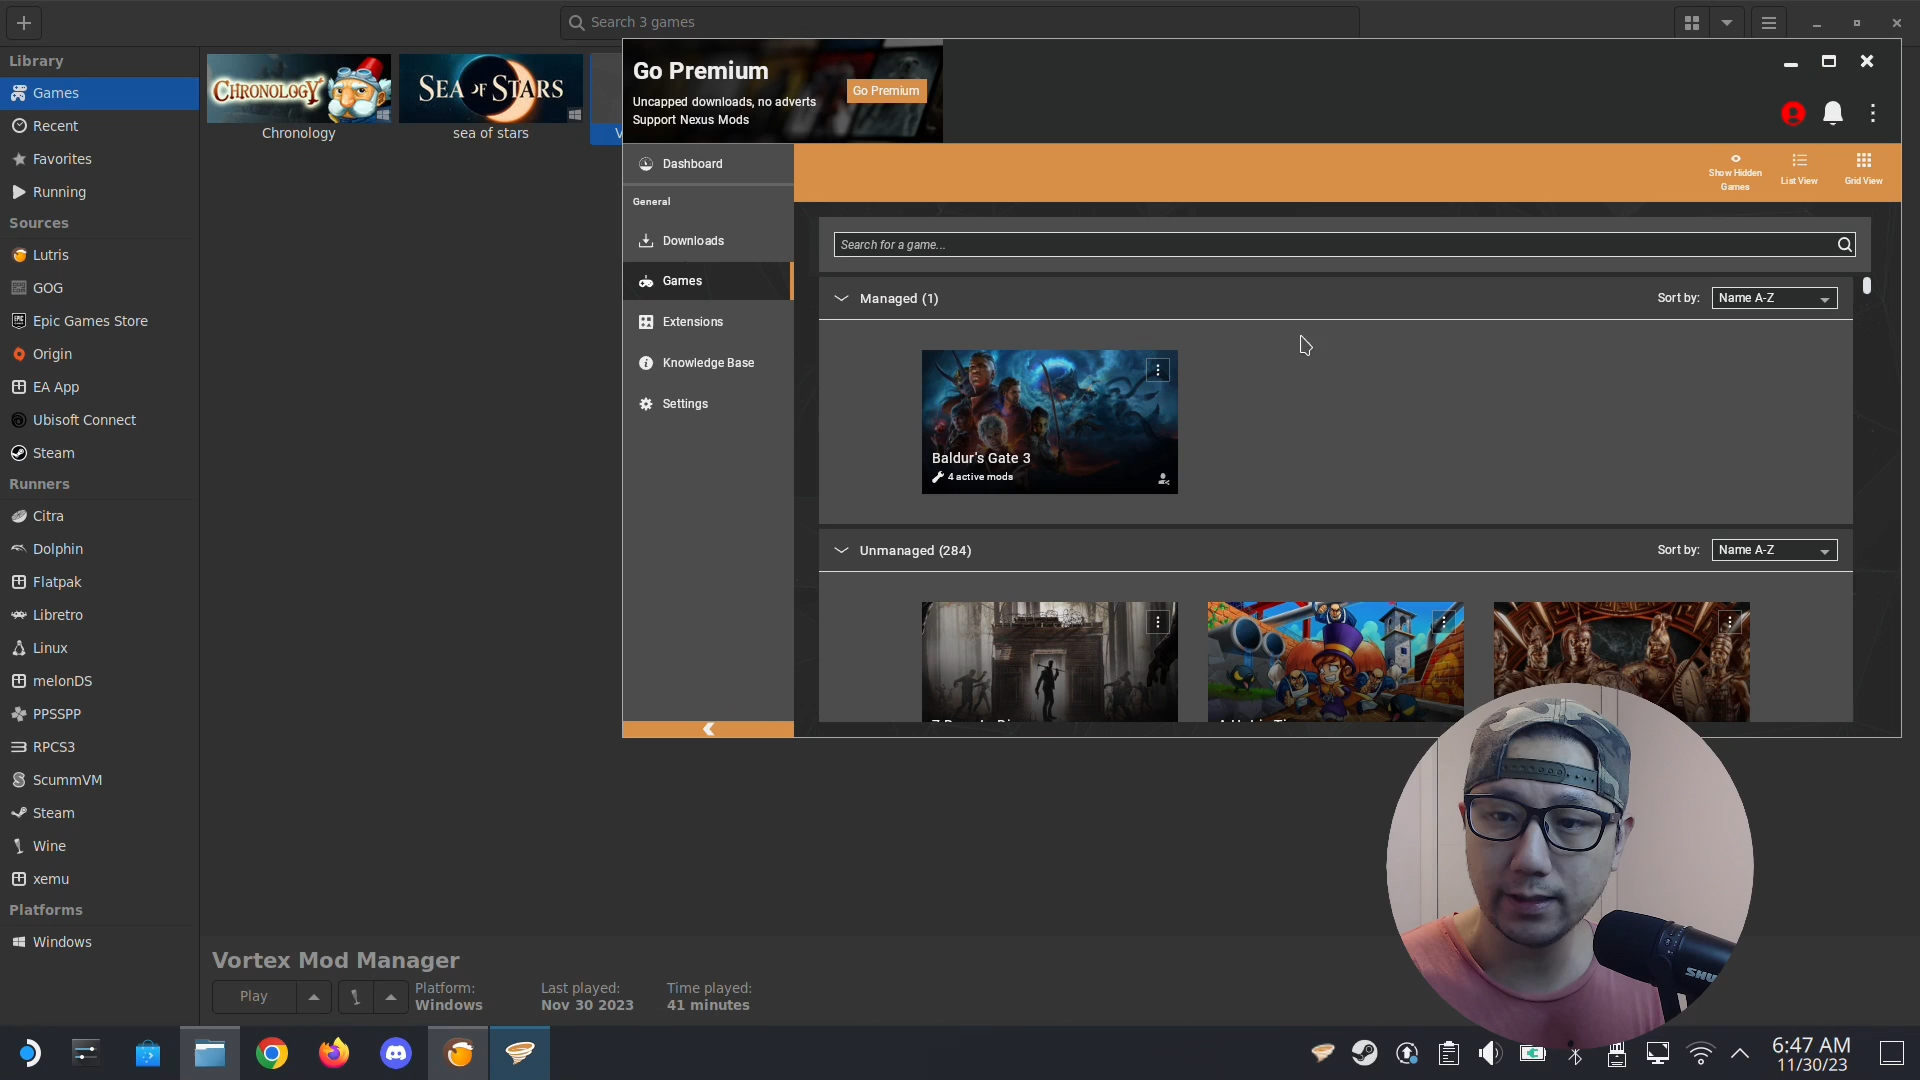 Search 3 games
Library
Games
Recent
Favorites
Running
Sources
Lutris
GOG
Epic Games Store
Origin
EA App
Ubisoft Connect
Steam
Runners
Citra
Dolphin
Flatpak
Libretro
Linux
melonDS
PPSSPP
RPCS3
ScummVM
Steam
Wine
xemu
Platforms
Windows
CHRONOLOGY
Chronology
SEA OF STARS
sea of stars
V
Go Premium
Uncapped downloads, no adverts
Support Nexus Mods
Go Premium
Dashboard
General
Downloads
Games
Extensions
Knowledge Base
Settings
Show Hidden
Games
List View
Grid View
Search for a game...
Managed (1)
Sort by:
Name A-Z
Baldur's Gate 3
4 active mods
Unmanaged (284)
Sort by:
Name A-Z
Vortex Mod Manager
Play
Platform:
Windows
Last played:
Nov 30 2023
Time played:
41 minutes
SHU
6:47 AM
11/30/23